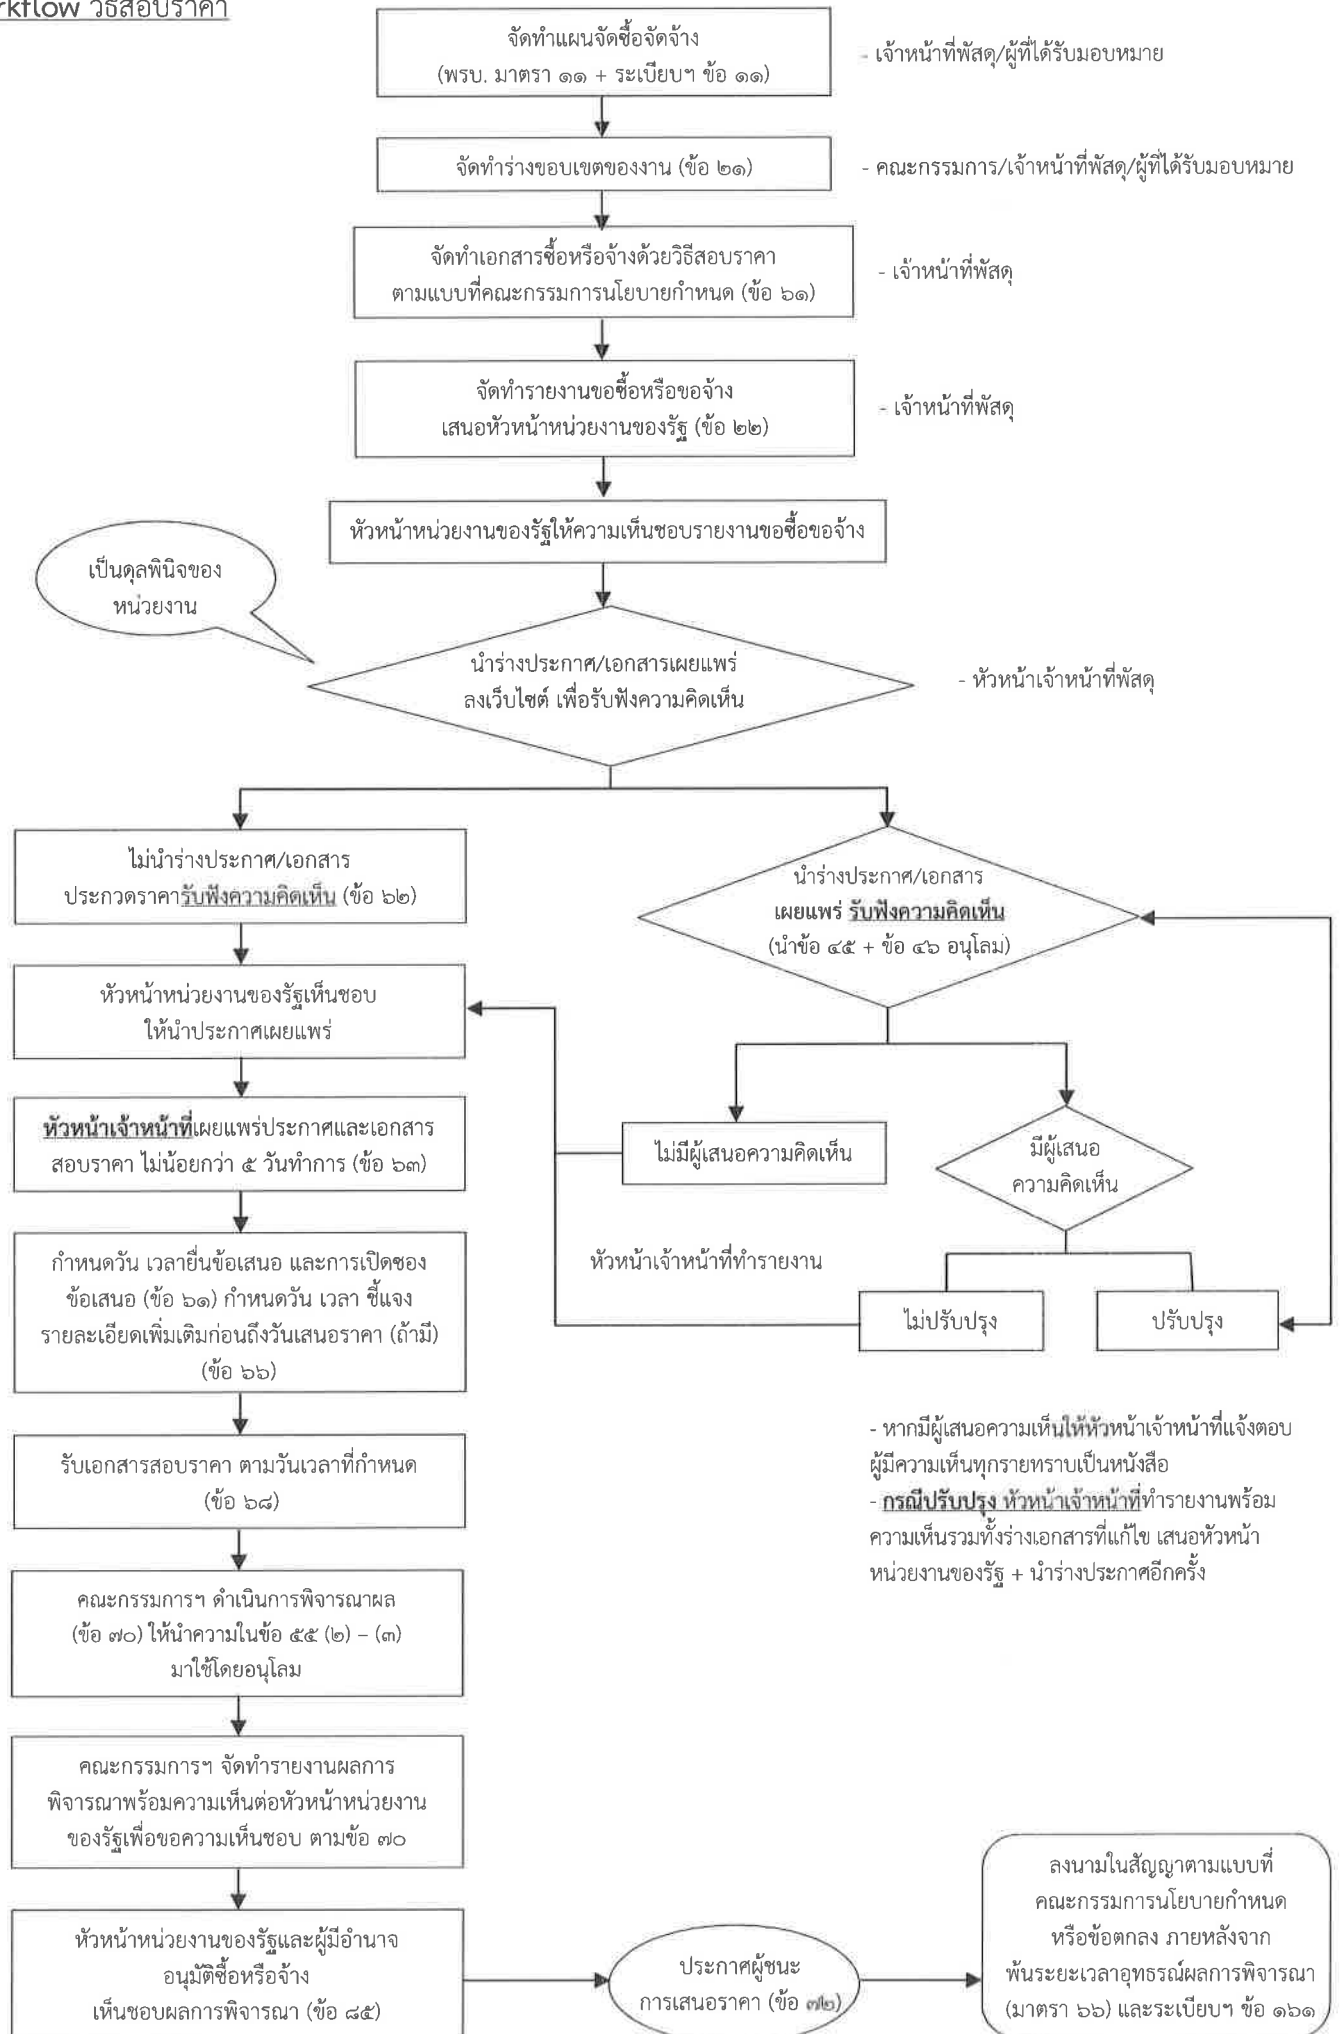 rkflow วิธีสอบราคา
จัดทำแผนจัดซื้อจัดจ้าง
(พรบ. มาตรา ๑๑ + ระเบียบฯ ข้อ ๑๑)
- เจ้าหน้าที่พัสดุ/ผู้ที่ได้รับมอบหมาย
จัดทำร่างขอบเขตของงาน (ข้อ ๒๑)
- คณะกรรมการ/เจ้าหน้าที่พัสดุ/ผู้ที่ได้รับมอบหมาย
จัดทำเอกสารซื้อหรือจ้างด้วยวิธีสอบราคา
ตามแบบที่คณะกรรมการนโยบายกำหนด (ข้อ ๖๑)
- เจ้าหน้าที่พัสดุ
จัดทำรายงานขอซื้อหรือขอจ้าง
เสนอหัวหน้าหน่วยงานของรัฐ (ข้อ ๒๒)
- เจ้าหน้าที่พัสดุ
หัวหน้าหน่วยงานของรัฐให้ความเห็นชอบรายงานขอซื้อขอจ้าง
เป็นดุลพินิจของ
หน่วยงาน
นำร่างประกาศ/เอกสารเผยแพร่
ลงเว็บไซต์ เพื่อรับฟังความคิดเห็น
- หัวหน้าเจ้าหน้าที่พัสดุ
ไม่นำร่างประกาศ/เอกสาร
ประกวดราคารับฟังความคิดเห็น (ข้อ ๖๒)
นำร่างประกาศ/เอกสาร
เผยแพร่ รับฟังความคิดเห็น
(นำข้อ ๔๕ + ข้อ ๔๖ อนุโลม)
หัวหน้าหน่วยงานของรัฐเห็นชอบ
ให้นำประกาศเผยแพร่
หัวหน้าเจ้าหน้าที่เผยแพร่ประกาศและเอกสาร
สอบราคา ไม่น้อยกว่า ๕ วันทำการ (ข้อ ๖๓)
ไม่มีผู้เสนอความคิดเห็น
มีผู้เสนอ
ความคิดเห็น
กำหนดวัน เวลายื่นข้อเสนอ และการเปิดซอง
ข้อเสนอ (ข้อ ๖๑) กำหนดวัน เวลา ชี้แจง
รายละเอียดเพิ่มเติมก่อนถึงวันเสนอราคา (ถ้ามี)
(ข้อ ๖๖)
หัวหน้าเจ้าหน้าที่ทำรายงาน
ไม่ปรับปรุง
ปรับปรุง
- หากมีผู้เสนอความเห็นให้หัวหน้าเจ้าหน้าที่แจ้งตอบ
ผู้มีความเห็นทุกรายทราบเป็นหนังสือ
- กรณีปรับปรุง หัวหน้าเจ้าหน้าที่ทำรายงานพร้อม
ความเห็นรวมทั้งร่างเอกสารที่แก้ไข เสนอหัวหน้า
หน่วยงานของรัฐ + นำร่างประกาศอีกครั้ง
รับเอกสารสอบราคา ตามวันเวลาที่กำหนด
(ข้อ ๖๘)
คณะกรรมการฯ ดำเนินการพิจารณาผล
(ข้อ ๗๐) ให้นำความในข้อ ๕๕ (๒) – (๓)
มาใช้โดยอนุโลม
คณะกรรมการฯ จัดทำรายงานผลการ
พิจารณาพร้อมความเห็นต่อหัวหน้าหน่วยงาน
ของรัฐเพื่อขอความเห็นชอบ ตามข้อ ๗๐
หัวหน้าหน่วยงานของรัฐและผู้มีอำนาจ
อนุมัติซื้อหรือจ้าง
เห็นชอบผลการพิจารณา (ข้อ ๘๕)
ประกาศผู้ชนะ
การเสนอราคา (ข้อ ๗๒)
ลงนามในสัญญาตามแบบที่
คณะกรรมการนโยบายกำหนด
หรือข้อตกลง ภายหลังจาก
พ้นระยะเวลาอุทธรณ์ผลการพิจารณา
(มาตรา ๖๖) และระเบียบฯ ข้อ ๑๖๑